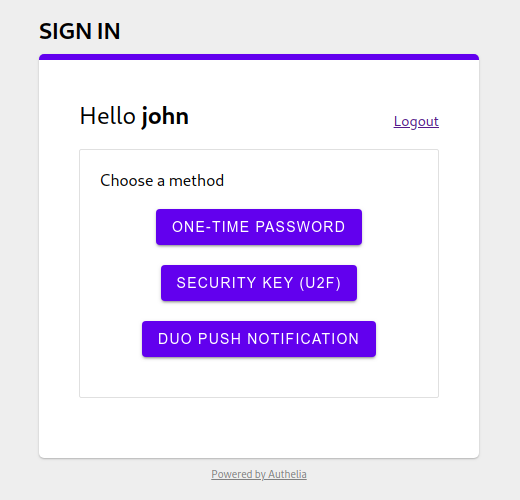 SIGN IN
Hello john
Logout
Choose a method
ONE-TIME PASSWORD
SECURITY KEY (U2F)
DUO PUSH NOTIFICATION
Powered by Authelia